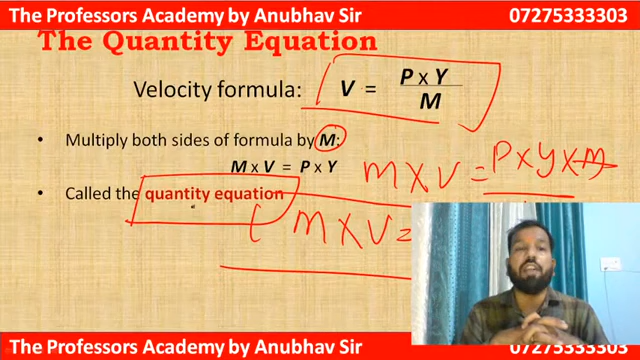 The Professors Academy by Anubhav Sir 07275333303
The Quantity Equation
Velocity formula: V = P x Y
M
• Multiply both sides of formula by M:
M x V = P x Y
M X V = P X Y X M
• Called the quantity equation
( M X V =
The Professors Academy by Anubhav Sir 07275333303